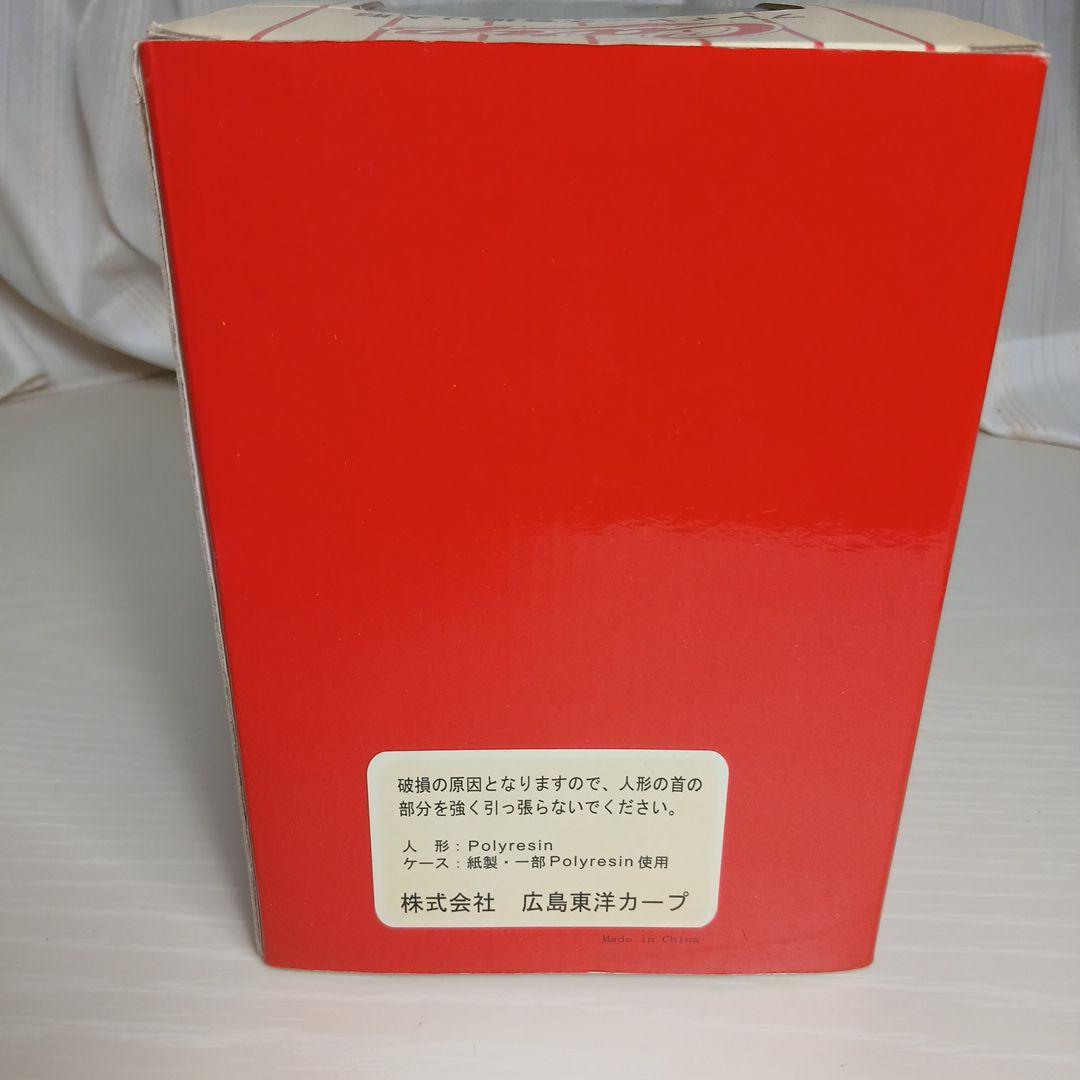 破損の原因となりますので、人形の首の
部分を強く引っ張らないでください。
人　形：Polyresin
ケース：紙製・一部Polyresin使用
株式会社　広島東洋カープ
Made in China